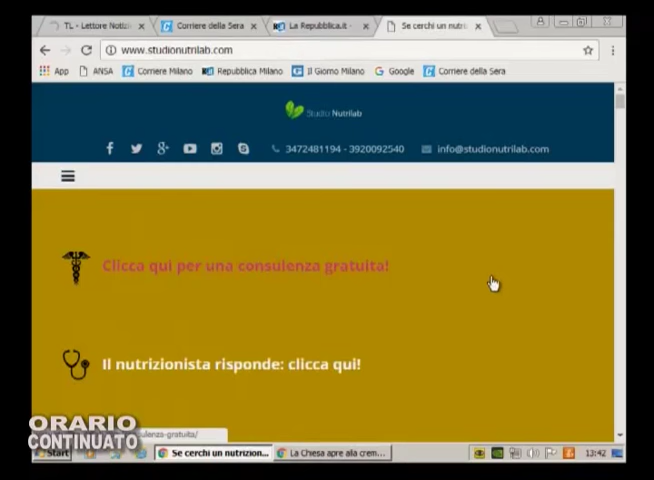 TL - Lettore Notizi
Corriere della Sera
La Repubblica.it -
Se cerchi un nutri
www.studionutrilab.com
App
ANSA
Corriere Milano
Repubblica Milano
Il Giorno Milano
Google
Corriere della Sera
Studio Nutrilab
3472481194 - 3920092540
info@studionutrilab.com
Clicca qui per una consulenza gratuita!
Il nutrizionista risponde: clicca qui!
ORARIO
CONTINUATO
ulenza-gratuita/
Start
Se cerchi un nutrizion...
La Chiesa apre alla crem...
13:42